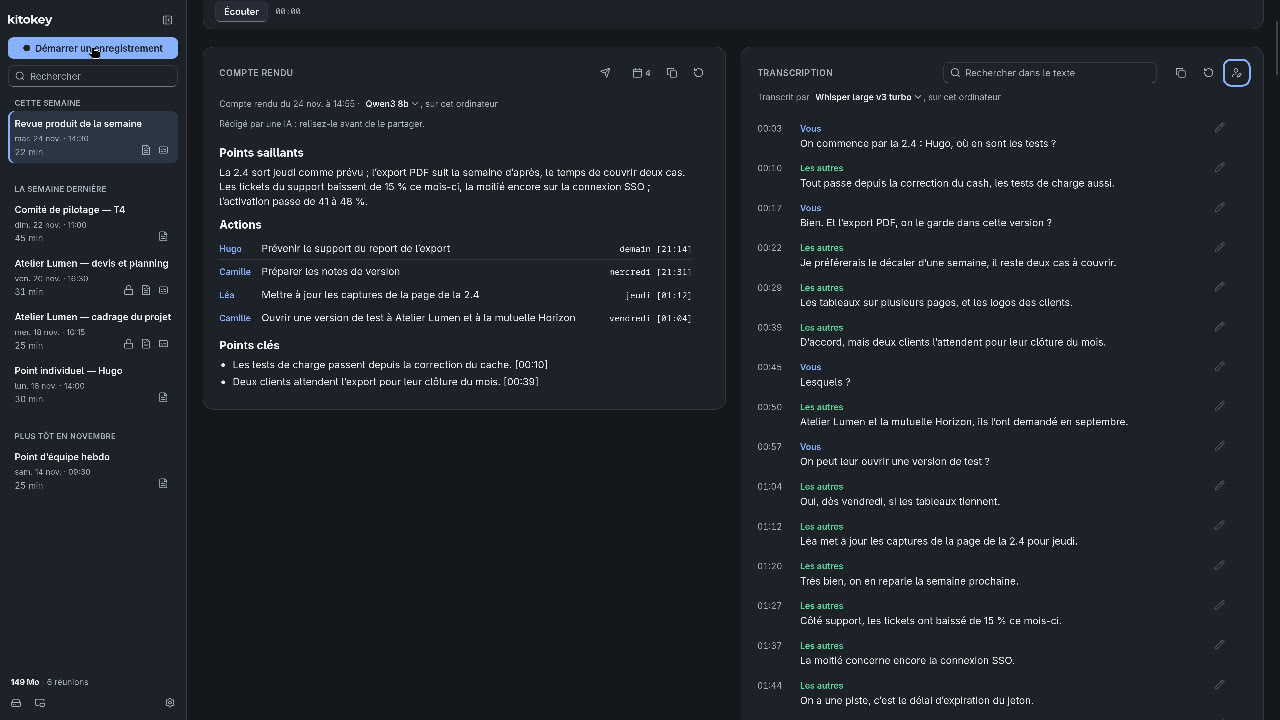 kitokey
Démarrer un enregistrement
Rechercher
CETTE SEMAINE
Revue produit de la semaine
mar. 24 nov. · 14:30
22 min
LA SEMAINE DERNIÈRE
Comité de pilotage — T4
dim. 22 nov. · 11:00
45 min
Atelier Lumen — devis et planning
ven. 20 nov. · 16:30
31 min
Atelier Lumen — cadrage du projet
mer. 18 nov. · 10:15
25 min
Point individuel — Hugo
lun. 16 nov. · 14:00
30 min
PLUS TÔT EN NOVEMBRE
Point d'équipe hebdo
sam. 14 nov. · 09:30
25 min
149 Mo · 6 réunions
Écouter 00:00
COMPTE RENDU 4
Compte rendu du 24 nov. à 14:55 · Qwen3 8b , sur cet ordinateur
Rédigé par une IA : relisez-le avant de le partager.
Points saillants
La 2.4 sort jeudi comme prévu ; l'export PDF suit la semaine d'après, le temps de couvrir deux cas.
Les tickets du support baissent de 15 % ce mois-ci, la moitié encore sur la connexion SSO ;
l'activation passe de 41 à 46 %.
Actions
Hugo Prévenir le support du report de l'export demain [21:14]
Camille Préparer les notes de version mercredi [21:31]
Léa Mettre à jour les captures de la page de la 2.4 jeudi [01:12]
Camille Ouvrir une version de test à Atelier Lumen et à la mutuelle Horizon vendredi [01:04]
Points clés
• Les tests de charge passent depuis la correction du cache. [00:10]
• Deux clients attendent l'export pour leur clôture du mois. [00:39]
TRANSCRIPTION Rechercher dans le texte
Transcrit par Whisper large v3 turbo , sur cet ordinateur
00:03 Vous
On commence par la 2.4 : Hugo, où en sont les tests ?
00:10 Les autres
Tout passe depuis la correction du cash, les tests de charge aussi.
00:17 Vous
Bien. Et l'export PDF, on le garde dans cette version ?
00:22 Les autres
Je préférerais le décaler d'une semaine, il reste deux cas à couvrir.
00:29 Les autres
Les tableaux sur plusieurs pages, et les logos des clients.
00:39 Les autres
D'accord, mais deux clients l'attendent pour leur clôture du mois.
00:45 Vous
Lesquels ?
00:50 Les autres
Atelier Lumen et la mutuelle Horizon, ils l'ont demandé en septembre.
00:57 Vous
On peut leur ouvrir une version de test ?
01:04 Les autres
Oui, dès vendredi, si les tableaux tiennent.
01:12 Les autres
Léa met à jour les captures de la page de la 2.4 pour jeudi.
01:20 Les autres
Très bien, on en reparle la semaine prochaine.
01:27 Les autres
Côté support, les tickets ont baissé de 15 % ce mois-ci.
01:37 Les autres
La moitié concerne encore la connexion SSO.
01:44 Les autres
On a une piste, c'est le délai d'expiration du jeton.